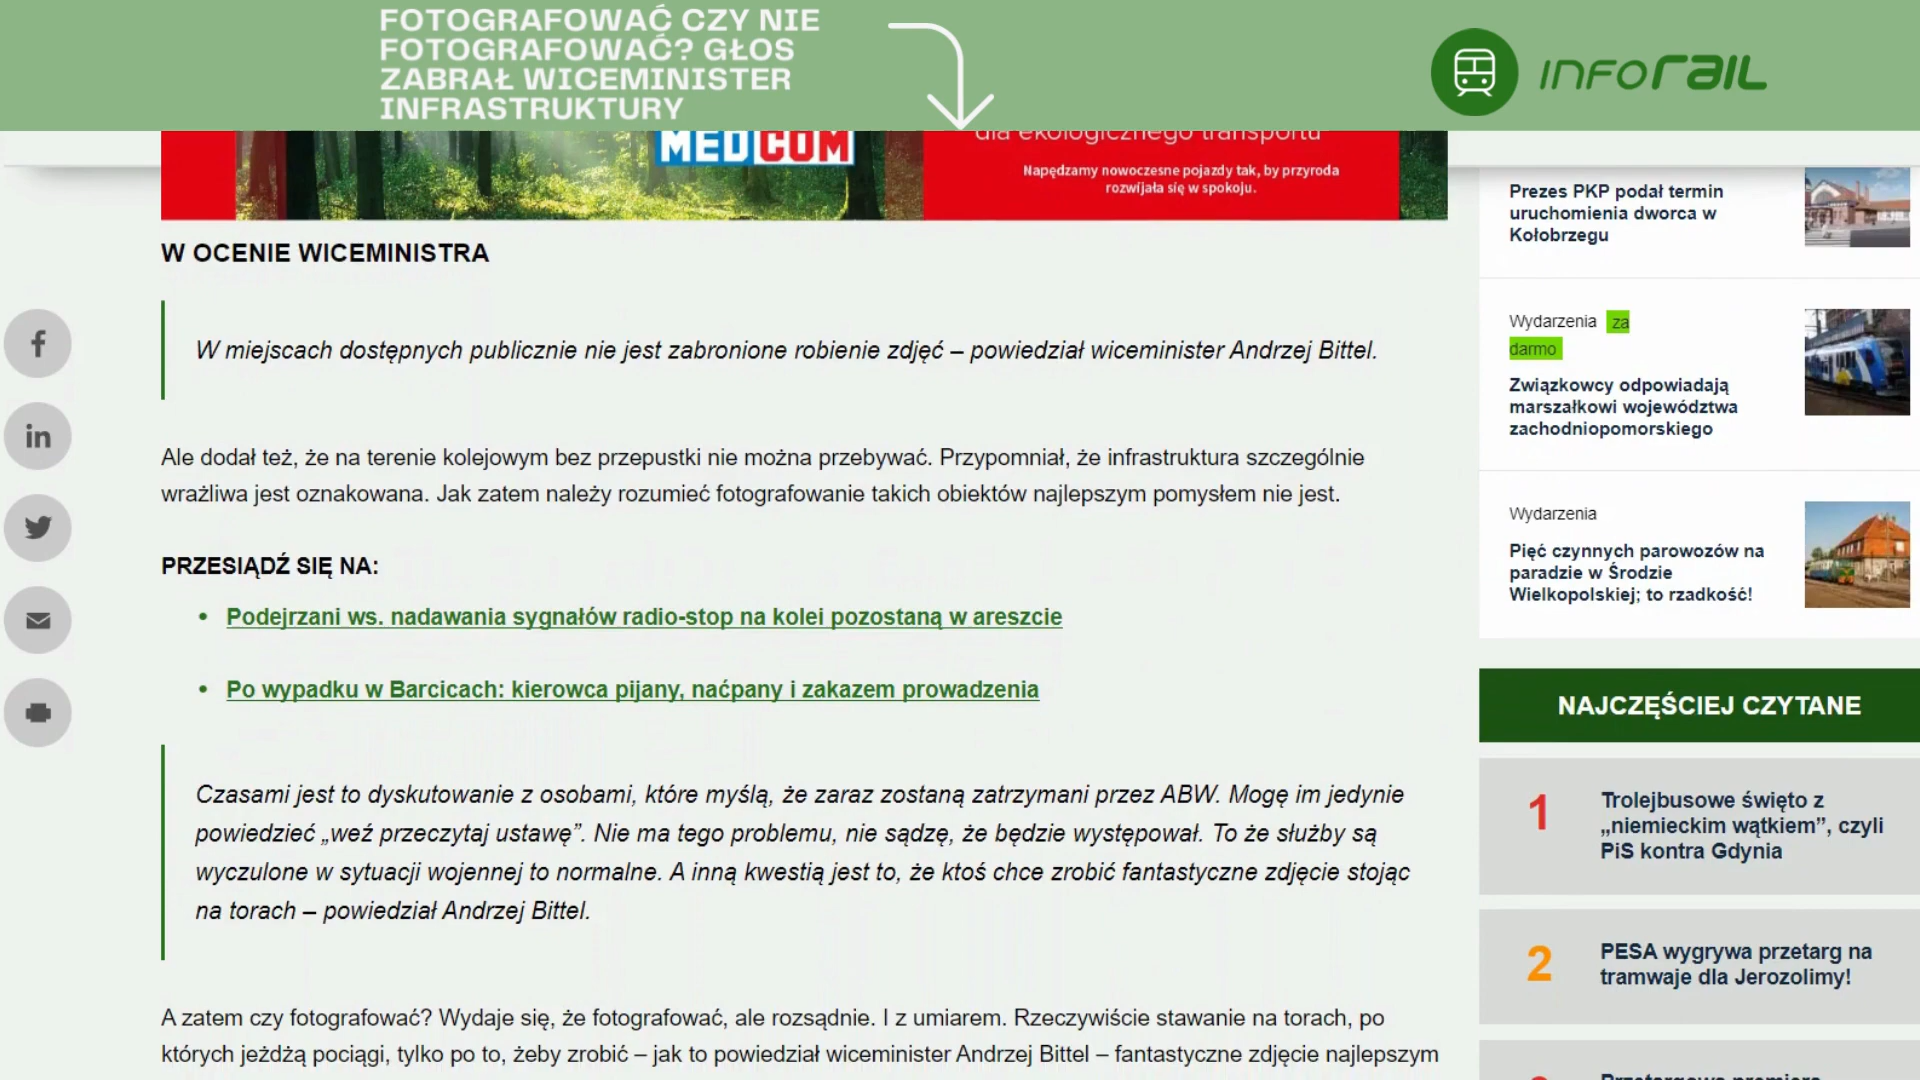 FOTOGRAFOWAĆ CZY NIE
FOTOGRAFOWAĆ? GŁOS
ZABRAŁ WICEMINISTER
INFRASTRUKTURY
inforail
MEDCOM
dla ekologicznego transportu
Napędzamy nowoczesne pojazdy tak, by przyroda
rozwijała się w spokoju.
W OCENIE WICEMINISTRA
W miejscach dostępnych publicznie nie jest zabronione robienie zdjęć – powiedział wiceminister Andrzej Bittel.
Ale dodał też, że na terenie kolejowym bez przepustki nie można przebywać. Przypomniał, że infrastruktura szczególnie
wrażliwa jest oznakowana. Jak zatem należy rozumieć fotografowanie takich obiektów najlepszym pomysłem nie jest.
PRZESIĄDŹ SIĘ NA:
• Podejrzani ws. nadawania sygnałów radio-stop na kolei pozostaną w areszcie
• Po wypadku w Barcicach: kierowca pijany, naćpany i zakazem prowadzenia
Czasami jest to dyskutowanie z osobami, które myślą, że zaraz zostaną zatrzymani przez ABW. Mogę im jedynie
powiedzieć „weź przeczytaj ustawę”. Nie ma tego problemu, nie sądzę, że będzie występował. To że służby są
wyczulone w sytuacji wojennej to normalne. A inną kwestią jest to, że ktoś chce zrobić fantastyczne zdjęcie stojąc
na torach – powiedział Andrzej Bittel.
A zatem czy fotografować? Wydaje się, że fotografować, ale rozsądnie. I z umiarem. Rzeczywiście stawanie na torach, po
których jeżdżą pociągi, tylko po to, żeby zrobić – jak to powiedział wiceminister Andrzej Bittel – fantastyczne zdjęcie najlepszym
Prezes PKP podał termin
uruchomienia dworca w
Kołobrzegu
Wydarzenia za
darmo
Związkowcy odpowiadają
marszałkowi województwa
zachodniopomorskiego
Wydarzenia
Pięć czynnych parowozów na
paradzie w Środzie
Wielkopolskiej; to rzadkość!
NAJCZĘŚCIEJ CZYTANE
1
Trolejbusowe święto z
„niemieckim wątkiem”, czyli
PiS kontra Gdynia
2
PESA wygrywa przetarg na
tramwaje dla Jerozolimy!